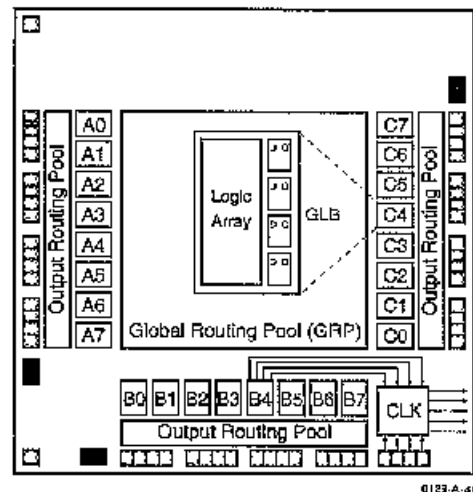 A0
A1
A2
A3
A4
A5
A6
A7
Output Routing Pool
Logic
Array
GLB
Global Routing Pool (GRP)
C7
C6
C5
C4
C3
C2
C1
C0
Output Routing Pool
B0 B1 B2 B3 B4 B5 B6 B7
CLK
Output Routing Pool